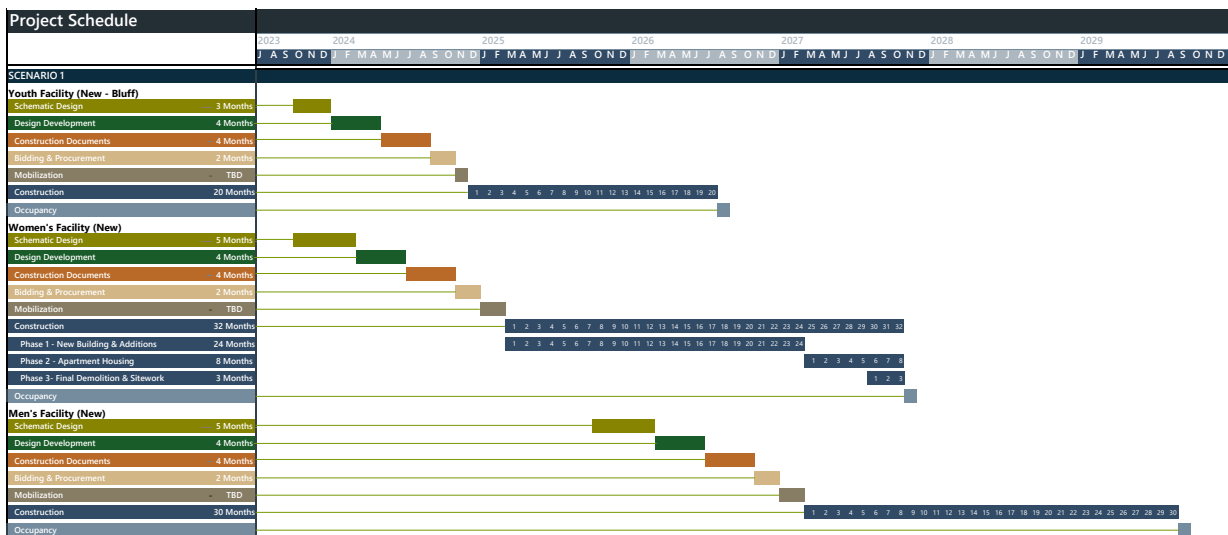 Project Schedule
2023 2024 2025 2026 2027 2028 2029
J A S O N D J F M A M J J A S O N D J F M A M J J A S O N D J F M A M J J A S O N D J F M A M J J A S O N D J F M A M J J A S O N D J F M A M J J A S O N D
SCENARIO 1
Youth Facility (New - Bluff)
Schematic Design 3 Months
Design Development 4 Months
Construction Documents 4 Months
Bidding & Procurement 2 Months
Mobilization - TBD
Construction 20 Months 1 2 3 4 5 6 7 8 9 10 11 12 13 14 15 16 17 18 19 20
Occupancy
Women's Facility (New)
Schematic Design 5 Months
Design Development 4 Months
Construction Documents 4 Months
Bidding & Procurement 2 Months
Mobilization - TBD
Construction 32 Months 1 2 3 4 5 6 7 8 9 10 11 12 13 14 15 16 17 18 19 20 21 22 23 24 25 26 27 28 29 30 31 32
Phase 1 - New Building & Additions 24 Months 1 2 3 4 5 6 7 8 9 10 11 12 13 14 15 16 17 18 19 20 21 22 23 24
Phase 2 - Apartment Housing 8 Months 1 2 3 4 5 6 7 8
Phase 3- Final Demolition & Sitework 3 Months 1 2 3
Occupancy
Men's Facility (New)
Schematic Design 5 Months
Design Development 4 Months
Construction Documents 4 Months
Bidding & Procurement 2 Months
Mobilization - TBD
Construction 30 Months 1 2 3 4 5 6 7 8 9 10 11 12 13 14 15 16 17 18 19 20 21 22 23 24 25 26 27 28 29 30
Occupancy